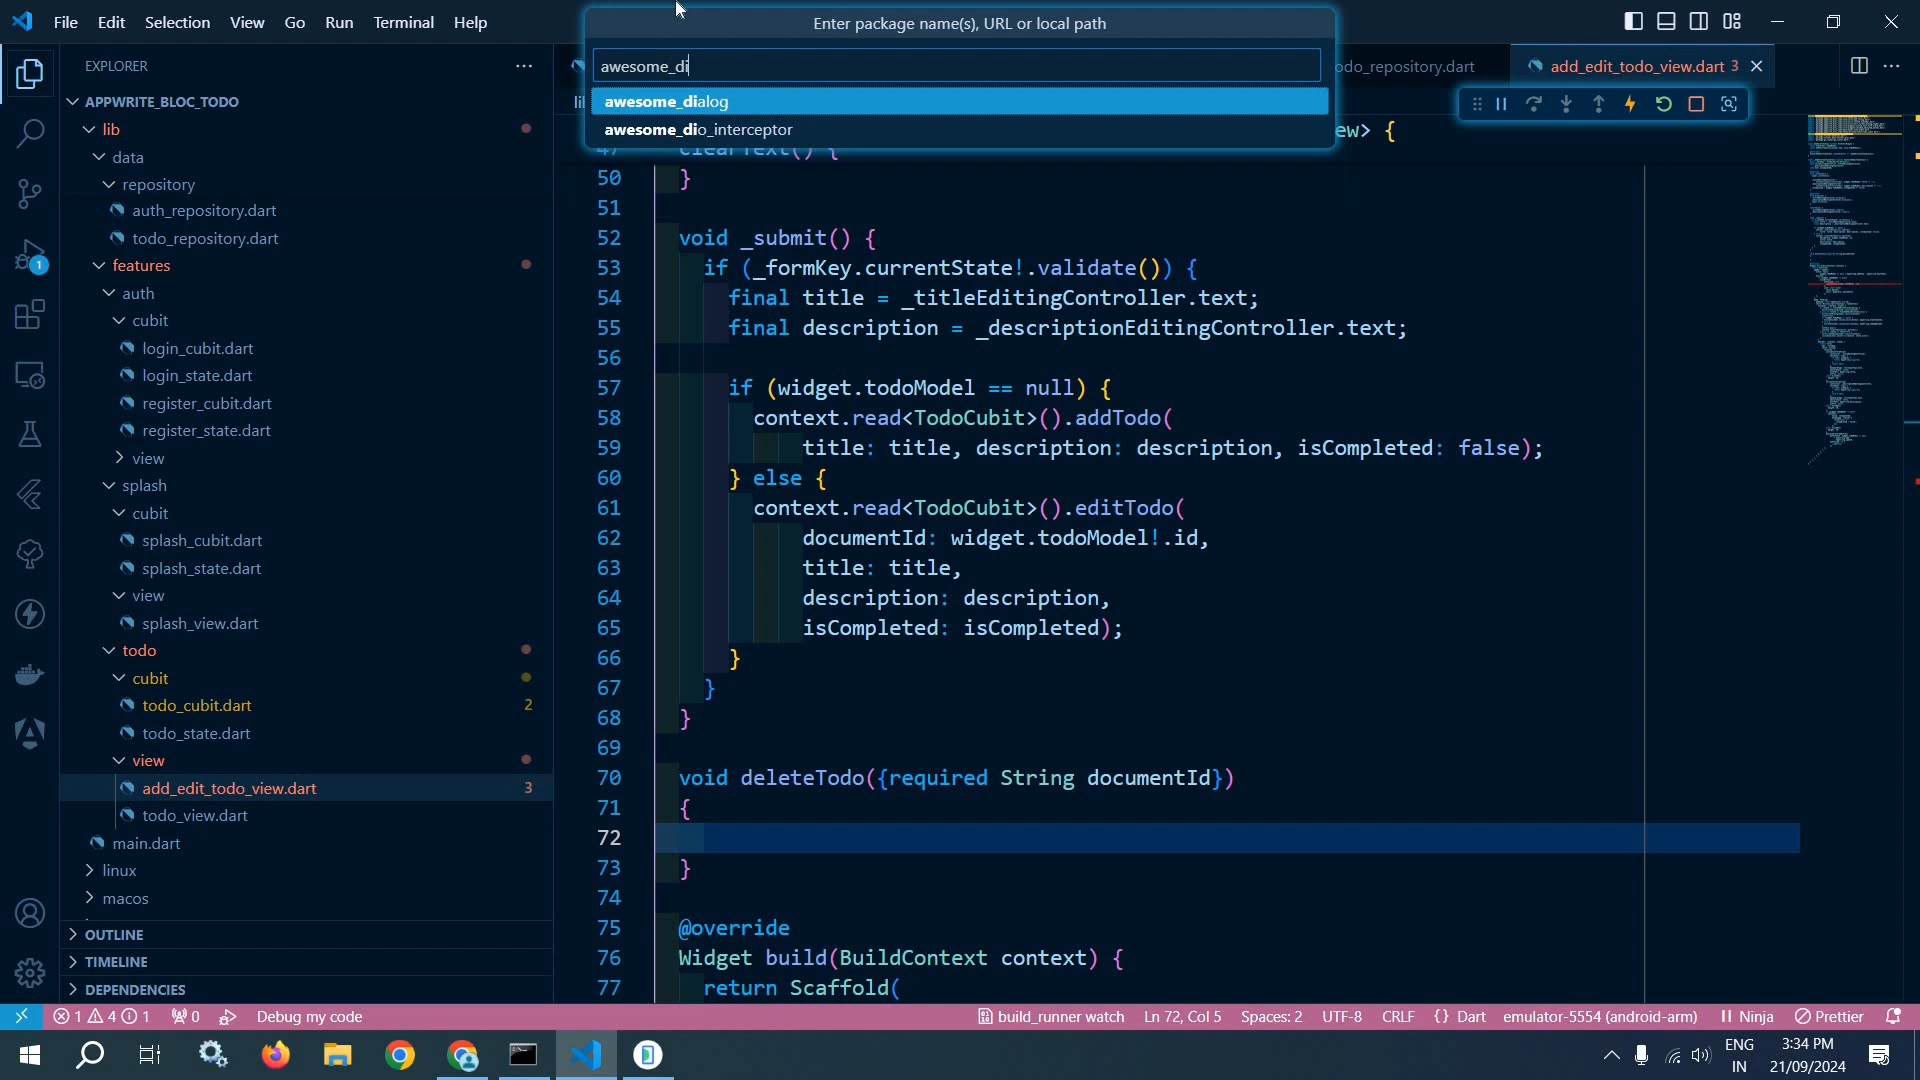 File Edit Selection View Go Run Terminal Help
Enter package name(s), URL or local path
awesome_di
awesome_dialog
awesome_dio_interceptor
EXPLORER
APPWRITE_BLOC_TODO
lib
data
repository
auth_repository.dart
todo_repository.dart
features
auth
cubit
login_cubit.dart
login_state.dart
register_cubit.dart
register_state.dart
view
splash
cubit
splash_cubit.dart
splash_state.dart
view
splash_view.dart
todo
cubit
todo_cubit.dart 2
todo_state.dart
view
add_edit_todo_view.dart 3
todo_view.dart
main.dart
linux
macos
OUTLINE
TIMELINE
DEPENDENCIES
odo_repository.dart
add_edit_todo_view.dart 3
ew> {
47 clearText() {
50 }
51
52 void _submit() {
53 if (_formKey.currentState!.validate()) {
54 final title = _titleEditingController.text;
55 final description = _descriptionEditingController.text;
56
57 if (widget.todoModel == null) {
58 context.read<TodoCubit>().addTodo(
59 title: title, description: description, isCompleted: false);
60 } else {
61 context.read<TodoCubit>().editTodo(
62 documentId: widget.todoModel!.id,
63 title: title,
64 description: description,
65 isCompleted: isCompleted);
66 }
67 }
68 }
69
70 void deleteTodo({required String documentId})
71 {
72
73 }
74
75 @override
76 Widget build(BuildContext context) {
77 return Scaffold(
1 4 1 0 Debug my code
build_runner watch Ln 72, Col 5 Spaces: 2 UTF-8 CRLF {} Dart emulator-5554 (android-arm) Ninja Prettier
1
ENG
IN
3:34 PM
21/09/2024